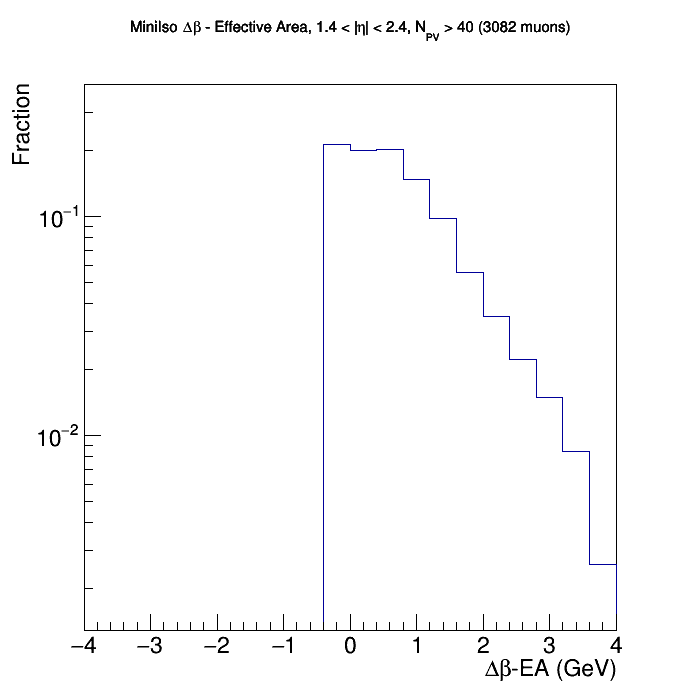 MiniIso Δβ - Effective Area, 1.4 < |η| < 2.4, N_PV > 40 (3082 muons)
Fraction
10⁻¹
10⁻²
−4 −3 −2 −1 0 1 2 3 4
Δβ-EA (GeV)